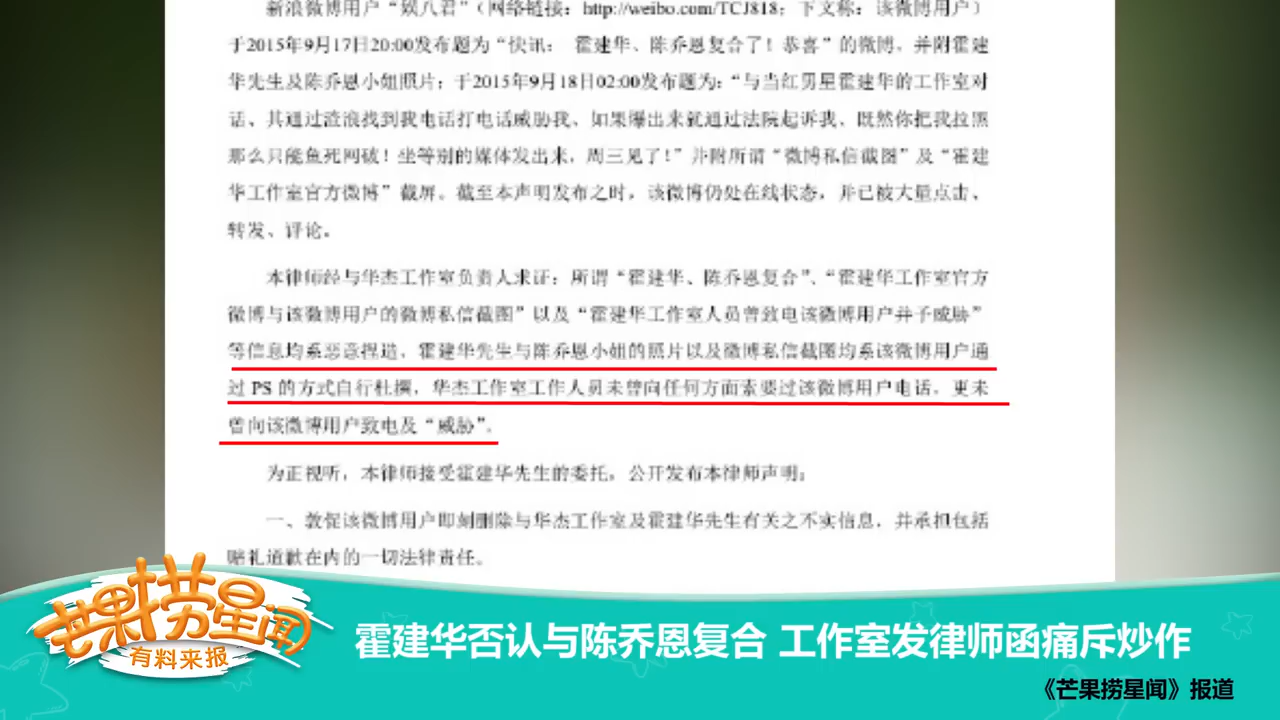 新浪微博用户“娱八君”（网络链接：http://weibo.com/TCJ818；下文称：该微博用户）
于2015年9月17日20:00发布题为“快讯： 霍建华、陈乔恩复合了！恭喜”的微博，并附霍建
华先生及陈乔恩小姐照片；于2015年9月18日02:00发布题为：“与当红男星霍建华的工作室对
话、其通过渣浪找到我电话打电话威胁我、如果爆出来就通过法院起诉我、既然你把我拉黑
那么只能鱼死网破！坐等别的媒体发出来，周三见了！”并附所谓“微博私信截图”及“霍建
华工作室官方微博”截屏。截至本声明发布之时，该微博仍处在线状态，并已被大量点击、
转发、评论。
本律师经与华杰工作室负责人求证：所谓“霍建华、陈乔恩复合”、“霍建华工作室官方
微博与该微博用户的微博私信截图”以及“霍建华工作室人员曾致电该微博用户并予威胁”
等信息均系恶意捏造，霍建华先生与陈乔恩小姐的照片以及微博私信截图均系该微博用户通
过 PS 的方式自行杜撰，华杰工作室工作人员未曾向任何方面索要过该微博用户电话，更未
曾向该微博用户致电及“威胁”。
为正视听，本律师接受霍建华先生的委托，公开发布本律师声明：
一、敦促该微博用户即刻删除与华杰工作室及霍建华先生有关之不实信息，并承担包括
赔礼道歉在内的一切法律责任。
芒果捞星闻
有料来报
霍建华否认与陈乔恩复合 工作室发律师函痛斥炒作
《芒果捞星闻》报道